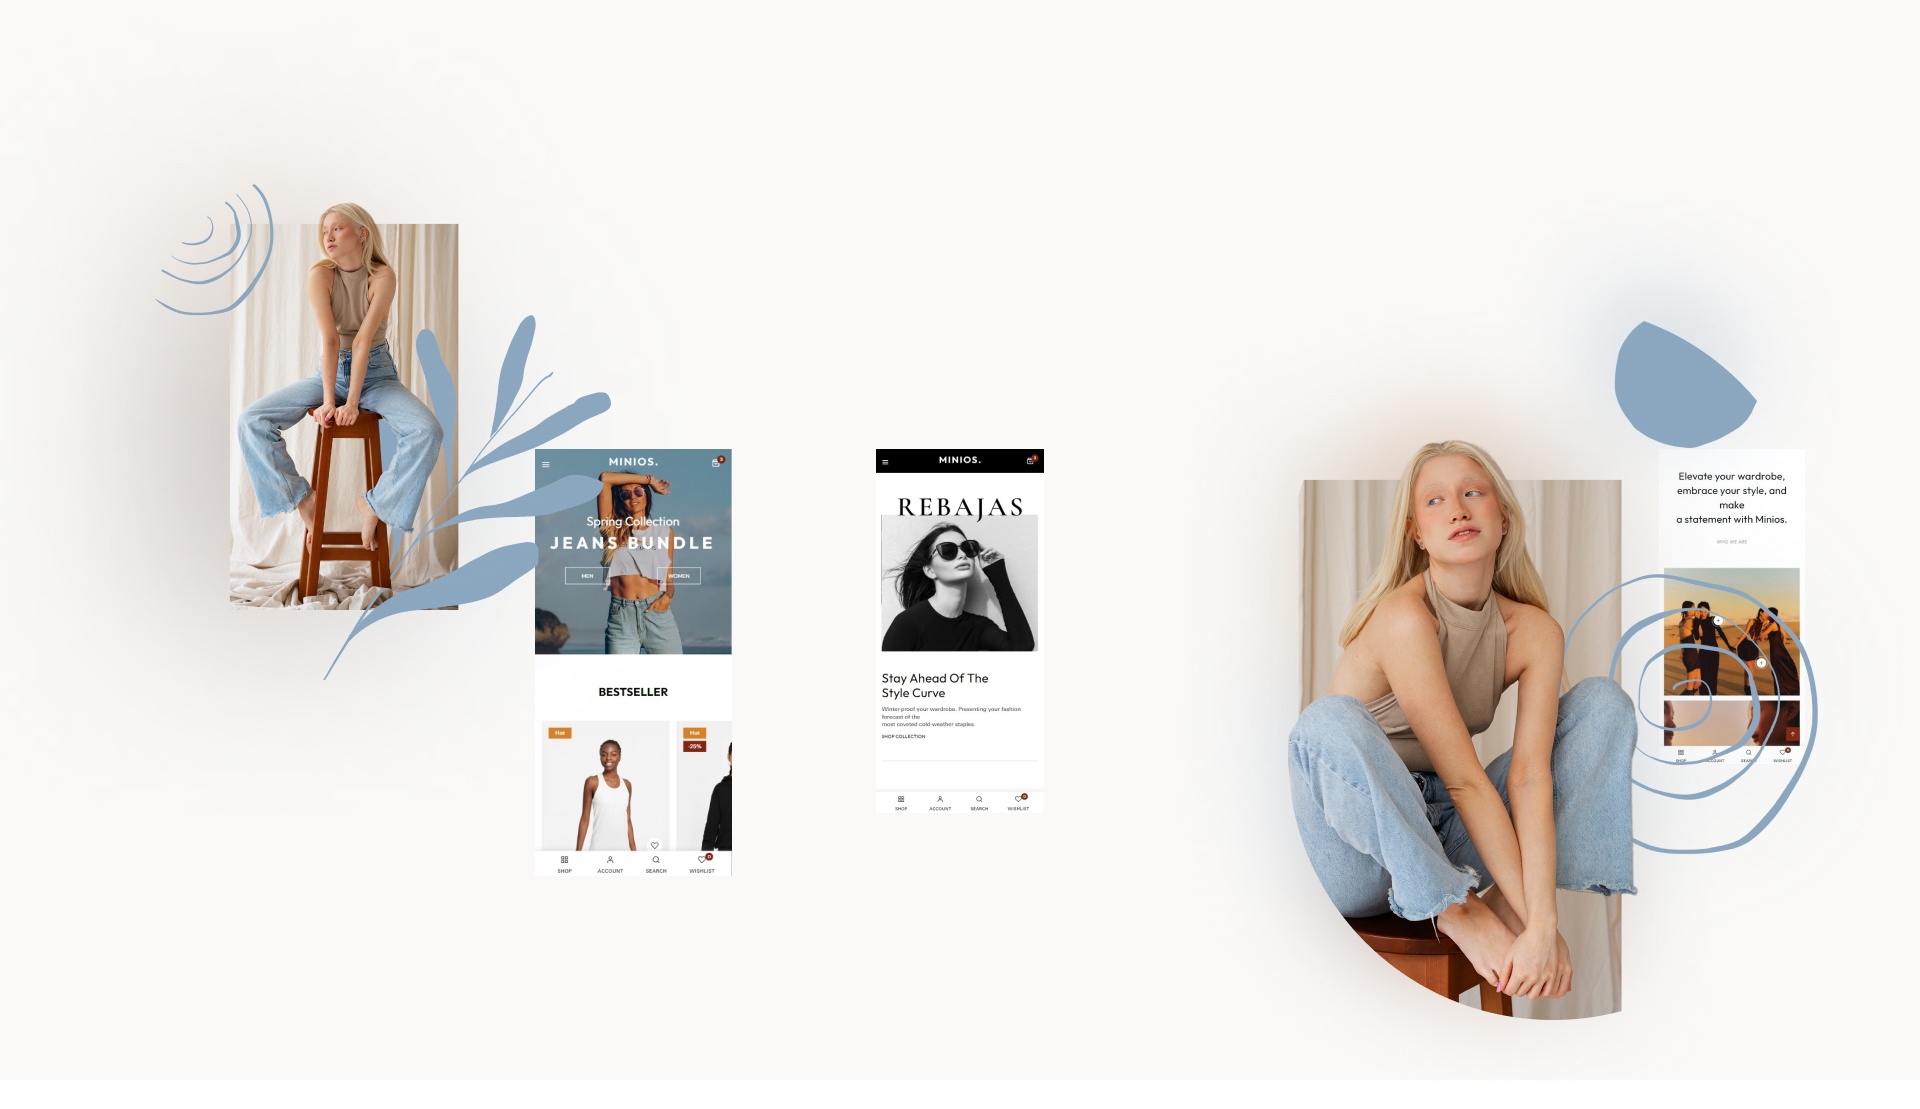 MINIOS.
3
Spring Collection
JEANS BUNDLE
MEN
WOMEN
BESTSELLER
Hot
Hot
-25%
SHOP
ACCOUNT
SEARCH
WISHLIST
MINIOS.
REBAJAS
Stay Ahead Of The
Style Curve
Winter-proof your wardrobe. Presenting your fashion
forecast of the
most coveted cold-weather staples.
SHOP COLLECTION
SHOP
ACCOUNT
SEARCH
WISHLIST
Elevate your wardrobe,
embrace your style, and
make
a statement with Minios.
WHO WE ARE
SHOP
ACCOUNT
SEARCH
WISHLIST